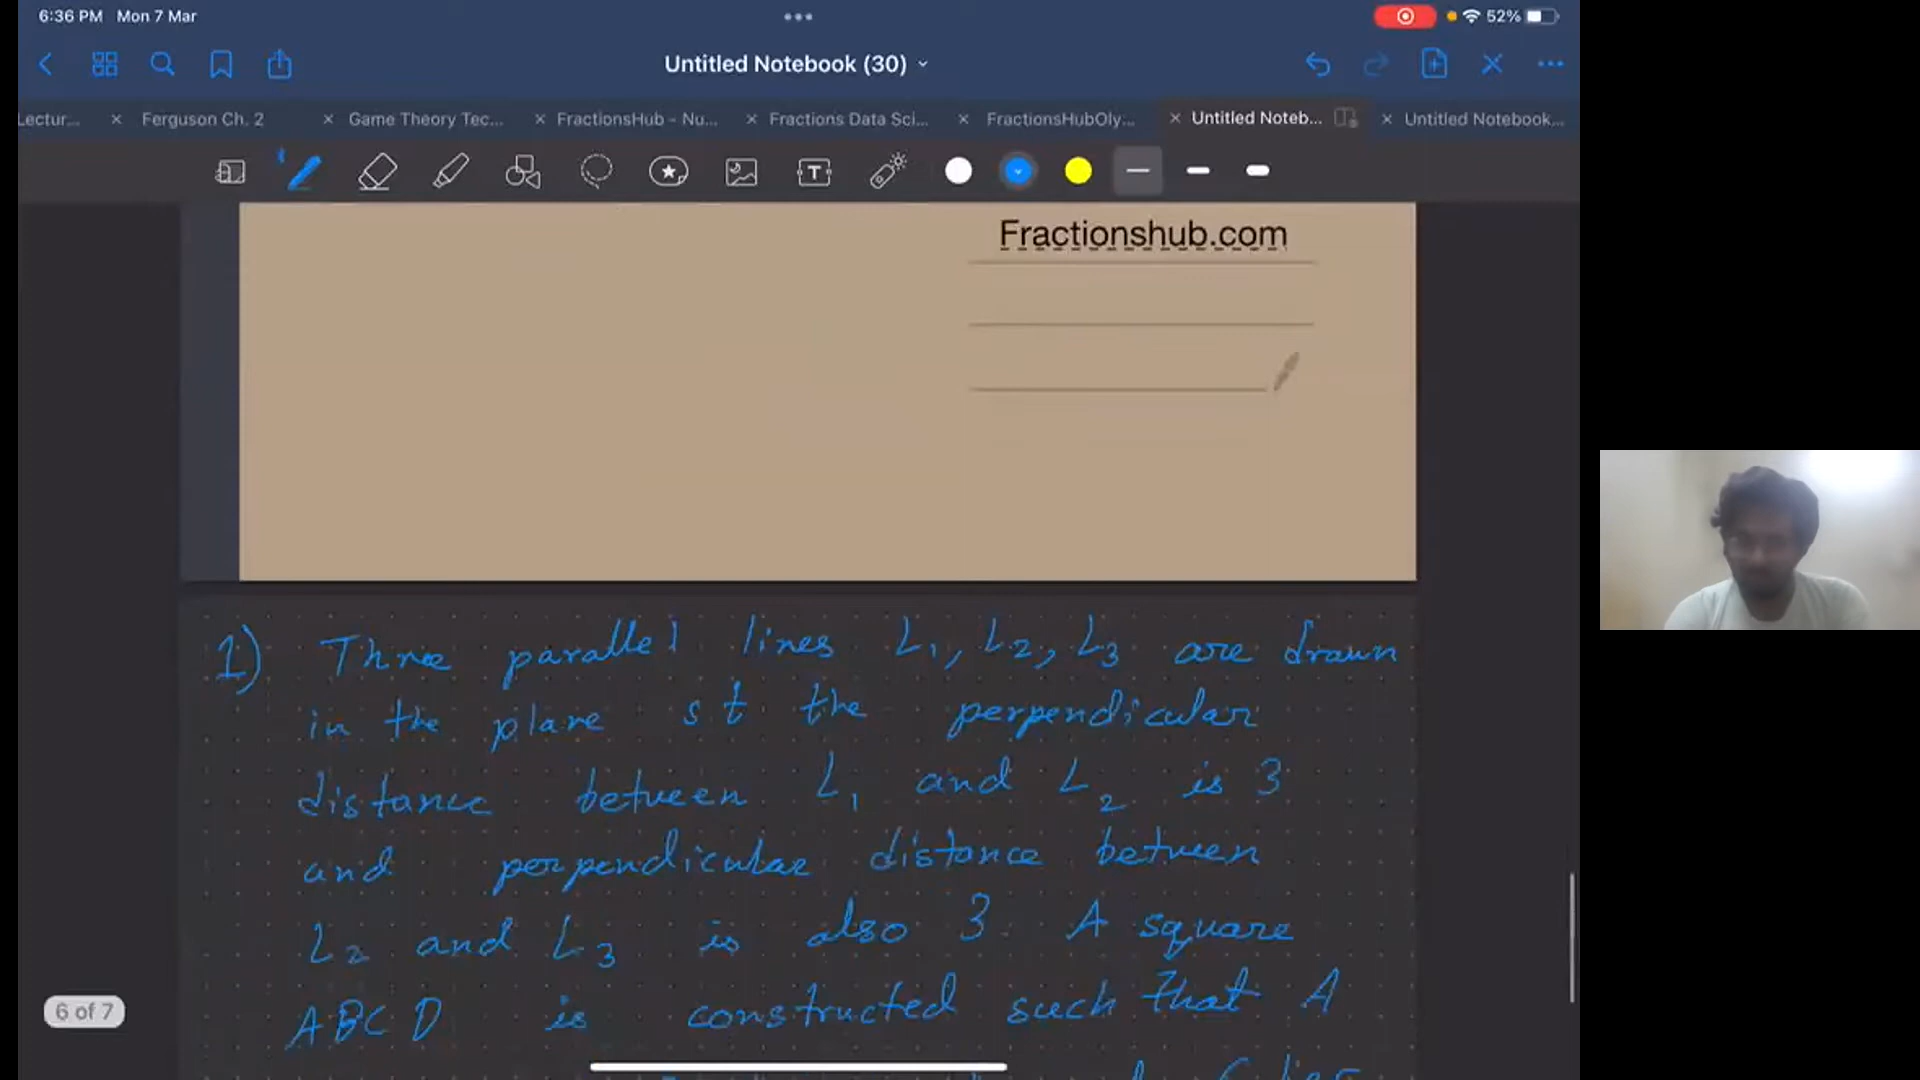 6:36 PM Mon 7 Mar
52%
Untitled Notebook (30)
Lectur...
Ferguson Ch. 2
Game Theory Tec...
FractionsHub - Nu...
Fractions Data Sci...
FractionsHubOly...
Untitled Noteb...
Untitled Notebook...
T
Fractionshub.com
1) Three parallel lines L1, L2, L3 are drawn
in the plane st the perpendicular
distance between L1 and L2 is 3
and perpendicular distance between
L2 and L3 is also 3. A square
ABCD is constructed such that A
6 of 7